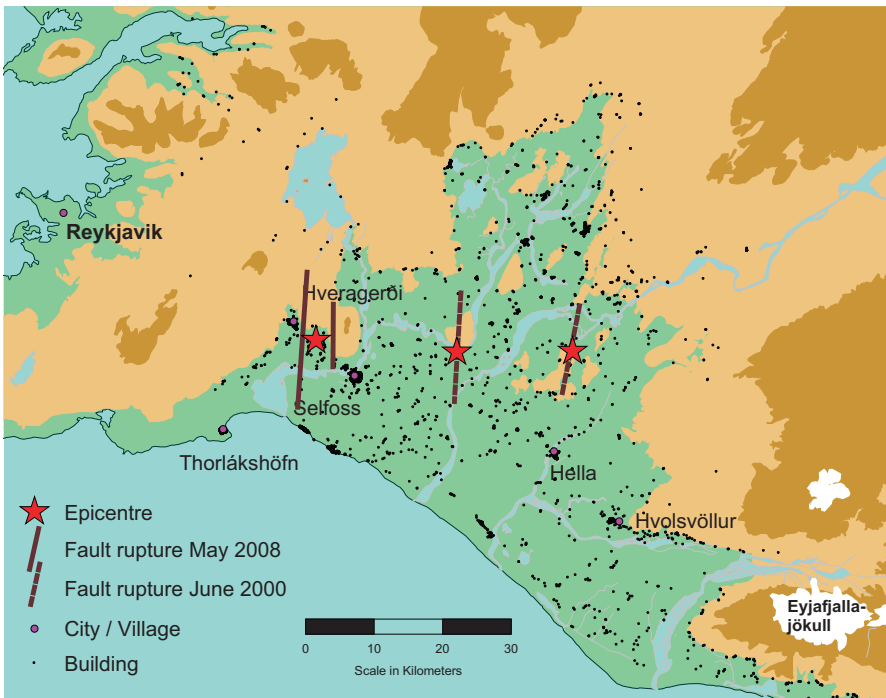 Reykjavik
Hveragerði
Selfoss
Thorlákshöfn
Hella
Hvolsvöllur
Eyjafjalla-
jökull
Epicentre
Fault rupture May 2008
Fault rupture June 2000
City / Village
Building
0 10 20 30
Scale in Kilometers